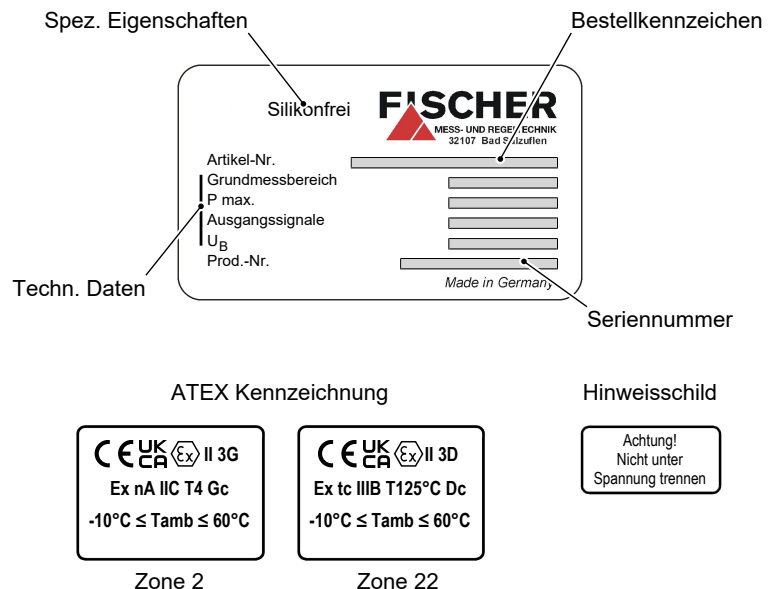 Spez. Eigenschaften
Bestellkennzeichen
Silikonfrei
FISCHER
MESS- UND REGELTECHNIK
32107 Bad Salzuflen
Artikel-Nr.
Grundmessbereich
P max.
Ausgangssignale
UB
Prod.-Nr.
Techn. Daten
Made in Germany
Seriennummer
ATEX Kennzeichnung
Hinweisschild
CE UK CA Ex II 3G
Ex nA IIC T4 Gc
-10°C ≤ Tamb ≤ 60°C
Zone 2
CE UK CA Ex II 3D
Ex tc IIIB T125°C Dc
-10°C ≤ Tamb ≤ 60°C
Zone 22
Achtung!
Nicht unter
Spannung trennen